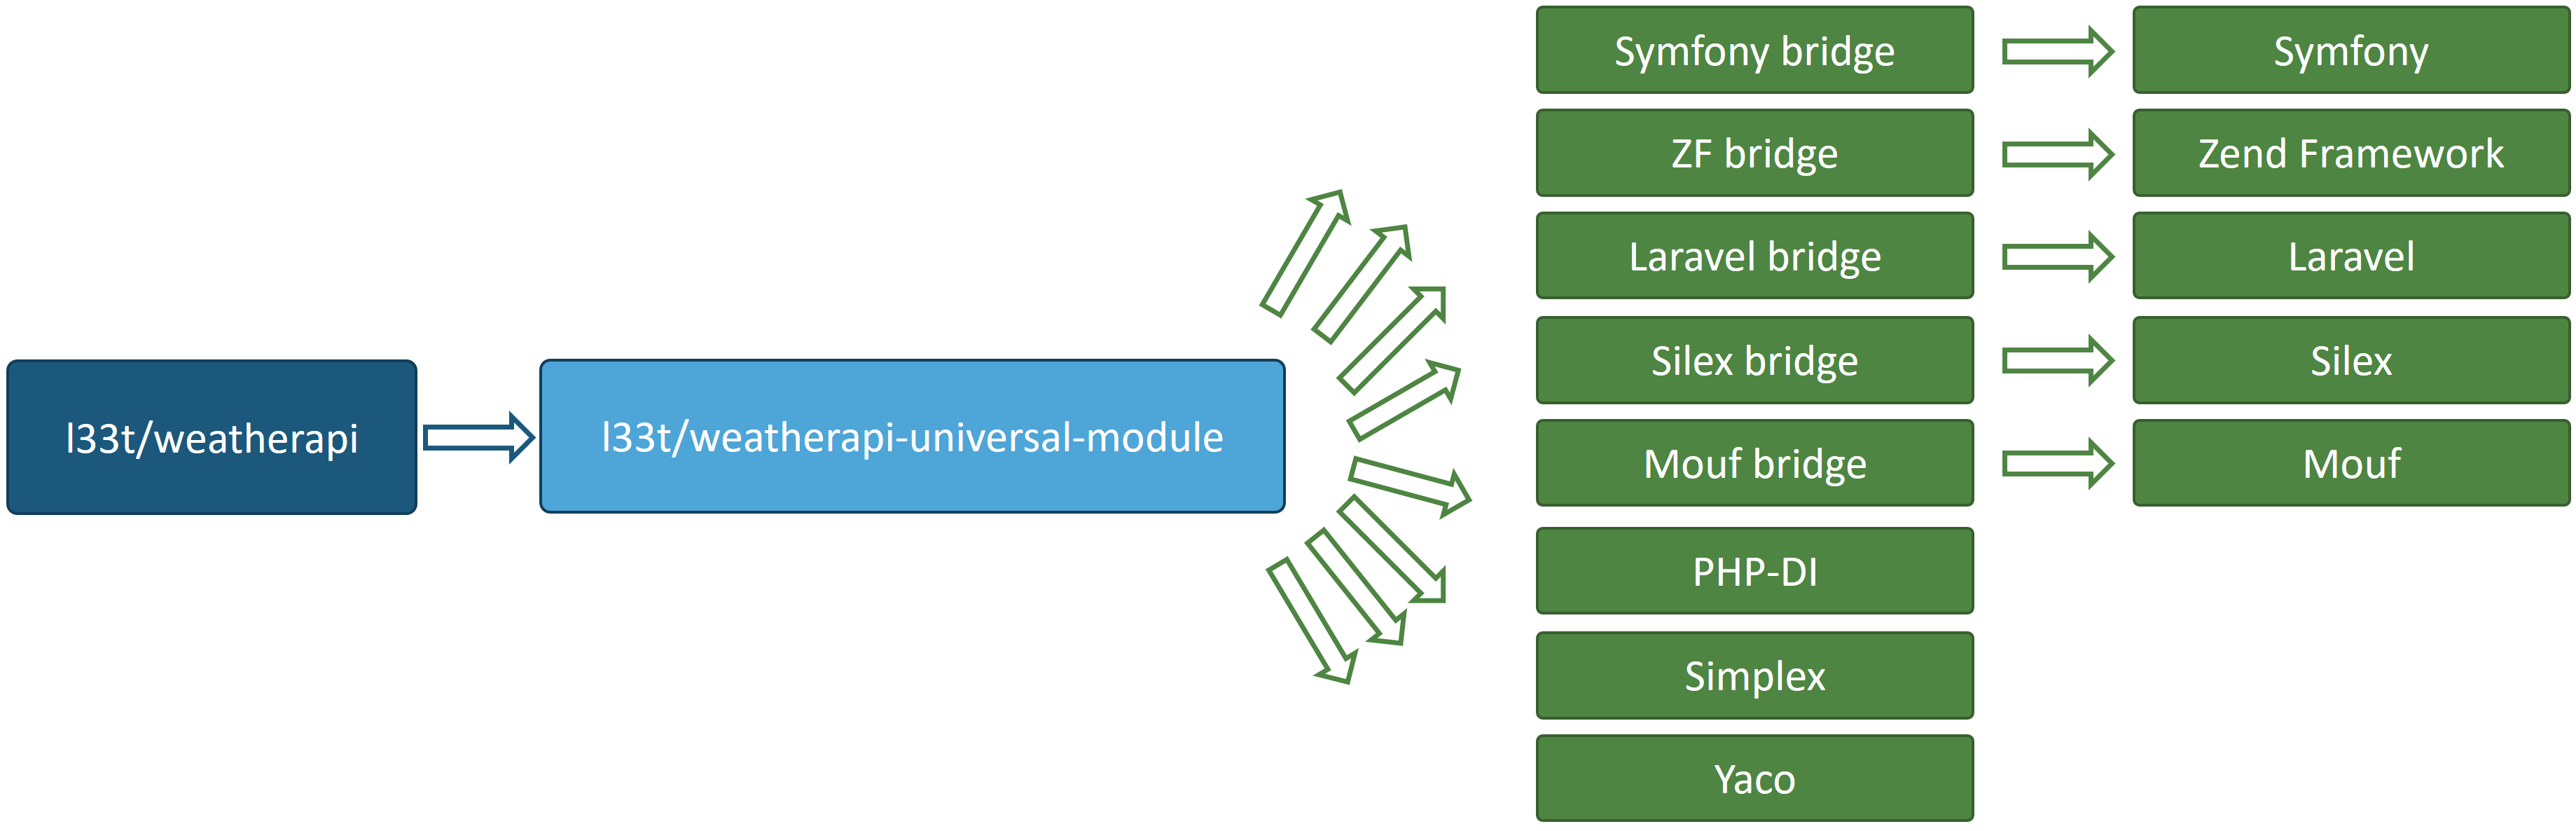 l33t/weatherapi
l33t/weatherapi-universal-module
Symfony bridge
Symfony
ZF bridge
Zend Framework
Laravel bridge
Laravel
Silex bridge
Silex
Mouf bridge
Mouf
PHP-DI
Simplex
Yaco